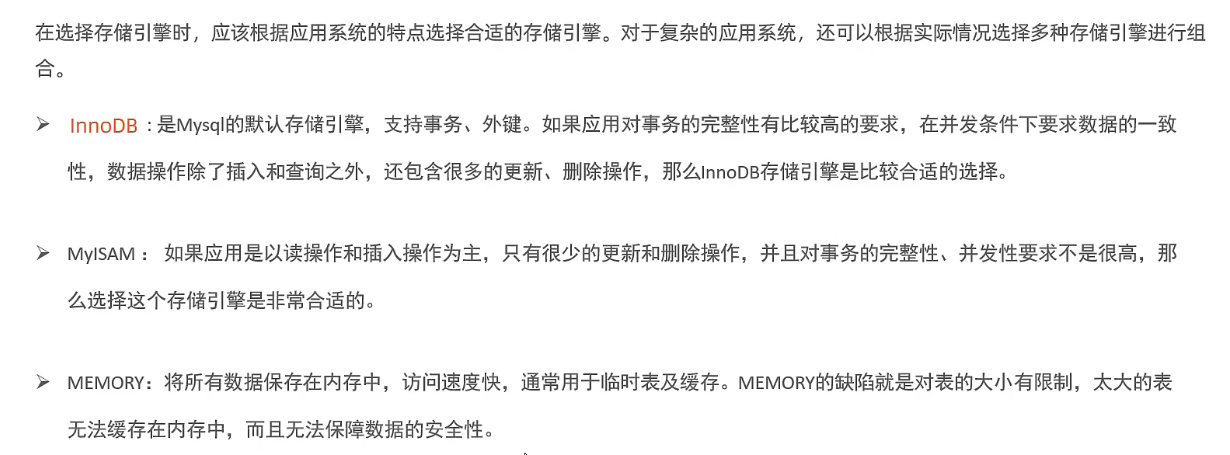 在选择存储引擎时，应该根据应用系统的特点选择合适的存储引擎。对于复杂的应用系统，还可以根据实际情况选择多种存储引擎进行组
合。
➢ InnoDB : 是Mysql的默认存储引擎，支持事务、外键。如果应用对事务的完整性有比较高的要求，在并发条件下要求数据的一致
性，数据操作除了插入和查询之外，还包含很多的更新、删除操作，那么InnoDB存储引擎是比较合适的选择。
➢ MyISAM ： 如果应用是以读操作和插入操作为主，只有很少的更新和删除操作，并且对事务的完整性、并发性要求不是很高，那
么选择这个存储引擎是非常合适的。
➢ MEMORY：将所有数据保存在内存中，访问速度快，通常用于临时表及缓存。MEMORY的缺陷就是对表的大小有限制，太大的表
无法缓存在内存中，而且无法保障数据的安全性。